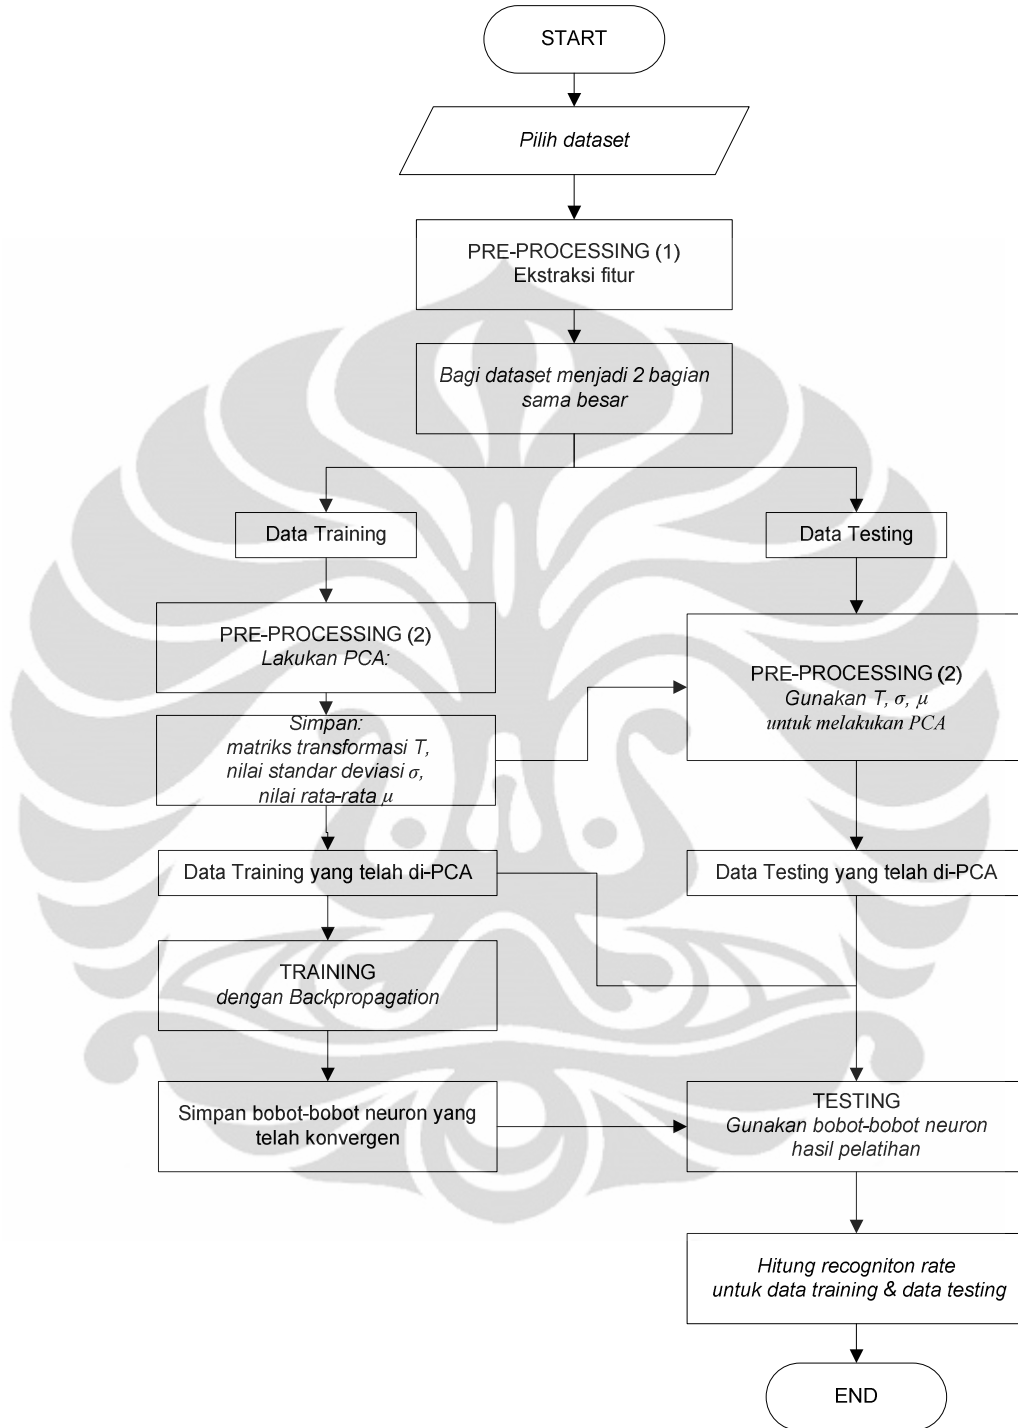 START
Pilih dataset
PRE-PROCESSING (1)
Ekstraksi fitur
Bagi dataset menjadi 2 bagian
sama besar
Data Training
Data Testing
PRE-PROCESSING (2)
Lakukan PCA:
PRE-PROCESSING (2)
Gunakan T, σ, μ
untuk melakukan PCA
Simpan:
matriks transformasi T,
nilai standar deviasi σ,
nilai rata-rata μ
Data Training yang telah di-PCA
Data Testing yang telah di-PCA
TRAINING
dengan Backpropagation
Simpan bobot-bobot neuron yang
telah konvergen
TESTING
Gunakan bobot-bobot neuron
hasil pelatihan
Hitung recogniton rate
untuk data training & data testing
END